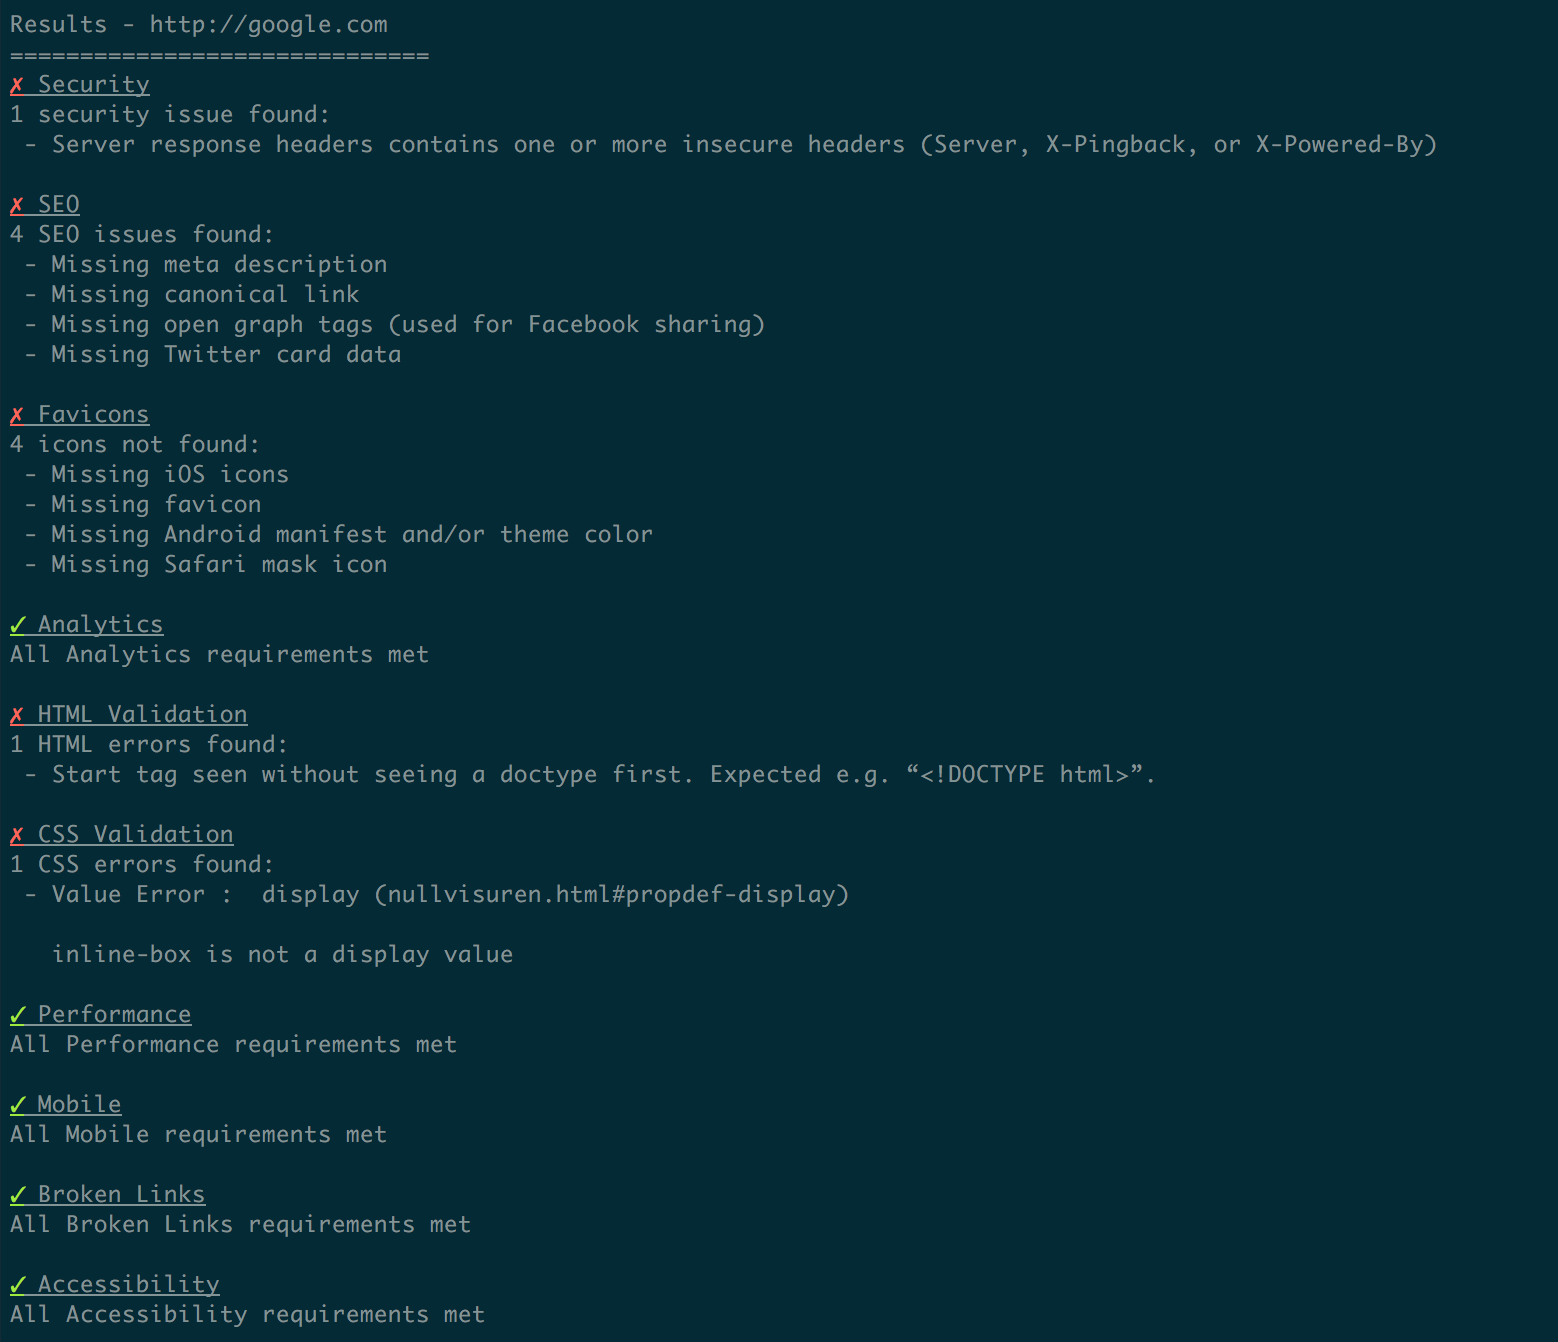 Results - http://google.com
==============================
✗ Security
1 security issue found:
- Server response headers contains one or more insecure headers (Server, X-Pingback, or X-Powered-By)
✗ SEO
4 SEO issues found:
- Missing meta description
- Missing canonical link
- Missing open graph tags (used for Facebook sharing)
- Missing Twitter card data
✗ Favicons
4 icons not found:
- Missing iOS icons
- Missing favicon
- Missing Android manifest and/or theme color
- Missing Safari mask icon
✓ Analytics
All Analytics requirements met
✗ HTML Validation
1 HTML errors found:
- Start tag seen without seeing a doctype first. Expected e.g. “<!DOCTYPE html>”.
✗ CSS Validation
1 CSS errors found:
- Value Error :  display (nullvisuren.html#propdef-display)
inline-box is not a display value
✓ Performance
All Performance requirements met
✓ Mobile
All Mobile requirements met
✓ Broken Links
All Broken Links requirements met
✓ Accessibility
All Accessibility requirements met